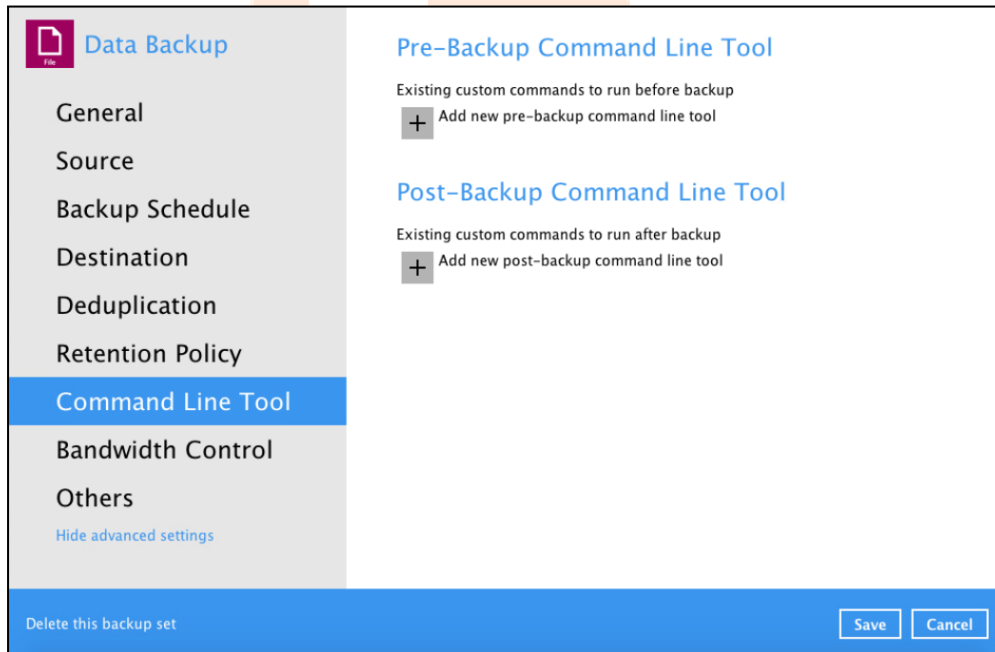 File
Data Backup
General
Source
Backup Schedule
Destination
Deduplication
Retention Policy
Command Line Tool
Bandwidth Control
Others
Hide advanced settings
Pre-Backup Command Line Tool
Existing custom commands to run before backup
Add new pre-backup command line tool
Post-Backup Command Line Tool
Existing custom commands to run after backup
Add new post-backup command line tool
Delete this backup set
Save
Cancel